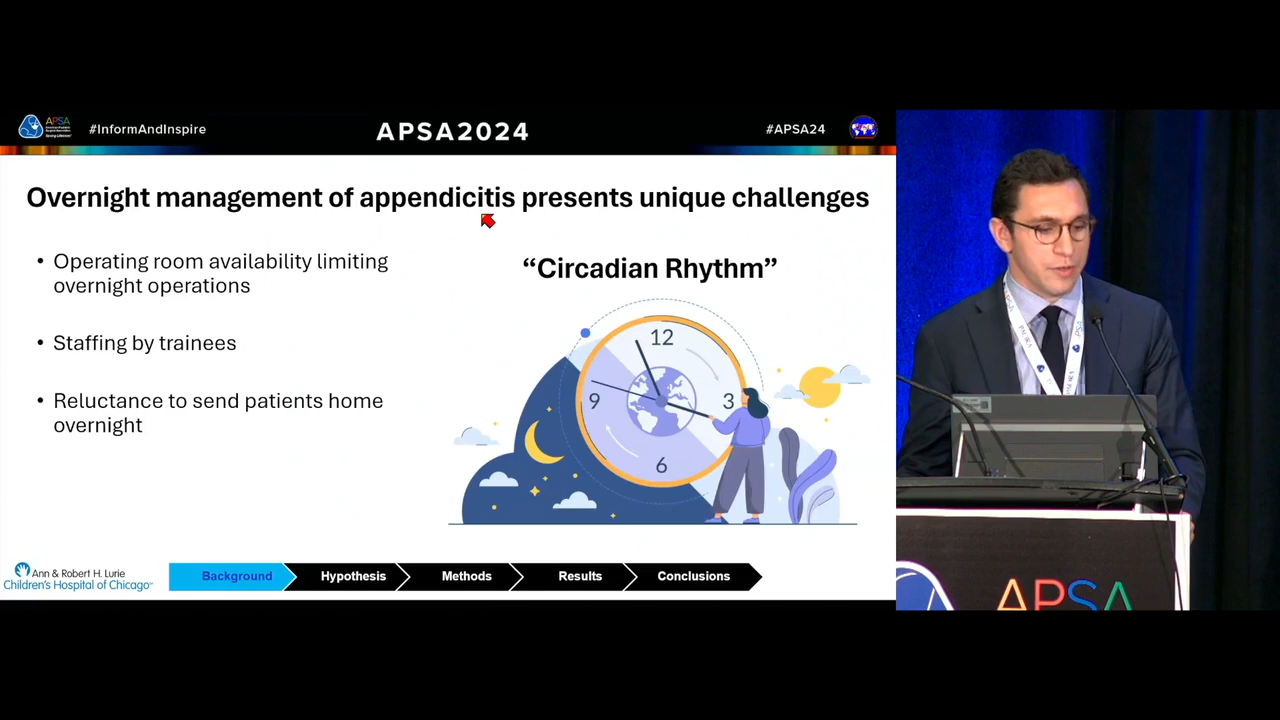 APSA
#InformAndInspire
APSA2024
#APSA24
Overnight management of appendicitis presents unique challenges
• Operating room availability limiting
overnight operations
• Staffing by trainees
• Reluctance to send patients home
overnight
“Circadian Rhythm”
12
9
3
6
Ann & Robert H. Lurie
Children's Hospital of Chicago
Background
Hypothesis
Methods
Results
Conclusions
APSA